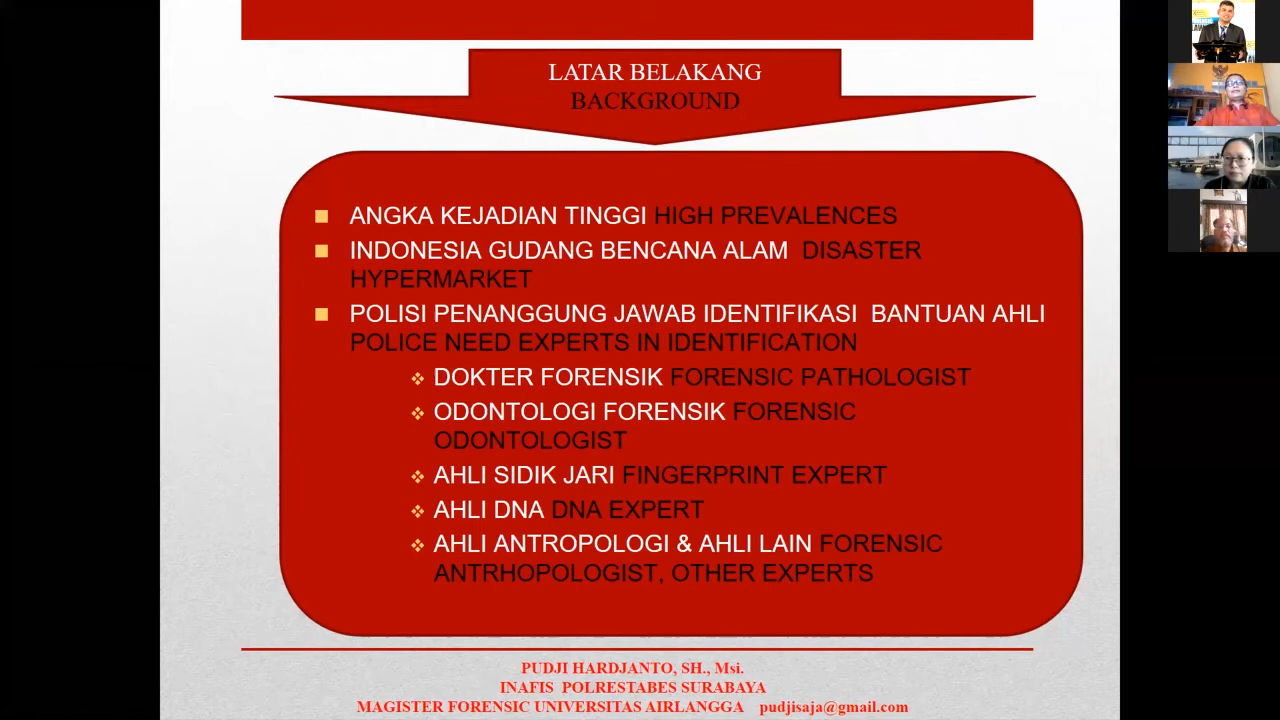 LATAR BELAKANG
BACKGROUND
ANGKA KEJADIAN TINGGI HIGH PREVALENCES
INDONESIA GUDANG BENCANA ALAM DISASTER
HYPERMARKET
POLISI PENANGGUNG JAWAB IDENTIFIKASI BANTUAN AHLI
POLICE NEED EXPERTS IN IDENTIFICATION
DOKTER FORENSIK FORENSIC PATHOLOGIST
ODONTOLOGI FORENSIK FORENSIC
ODONTOLOGIST
AHLI SIDIK JARI FINGERPRINT EXPERT
AHLI DNA DNA EXPERT
AHLI ANTROPOLOGI & AHLI LAIN FORENSIC
ANTRHOPOLOGIST, OTHER EXPERTS
PUDJI HARDJANTO, SH., Msi.
INAFIS POLRESTABES SURABAYA
MAGISTER FORENSIC UNIVERSITAS AIRLANGGA pudjisaja@gmail.com